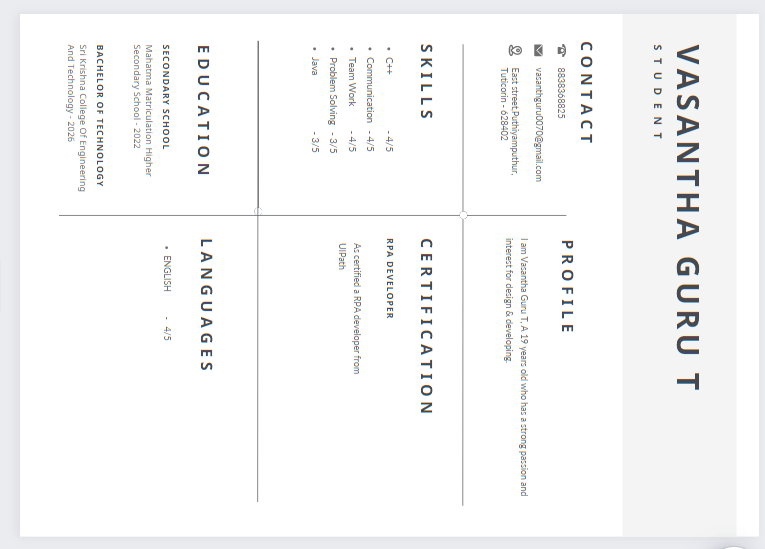 VASANTHA GURU T
STUDENT
CONTACT
8838368825
vasanthguru0070@gmail.com
East street,Puthiyamputhur,
Tuticorin - 628402
PROFILE
I am Vasantha Guru T. A 19 years old who has a strong passion and
interest for design & developing.
SKILLS
• C++ - 4/5
• Communication - 4/5
• Team Work - 4/5
• Problem Solving - 3/5
• Java - 3/5
CERTIFICATION
RPA DEVELOPER
As certified a RPA developer from
UIPath
EDUCATION
SECONDARY SCHOOL
Mahatma Matriculation Higher
Secondary School - 2022
BACHELOR OF TECHNOLOGY
Sri Krishna College Of Engineering
And Technology - 2026
LANGUAGES
• ENGLISH - 4/5